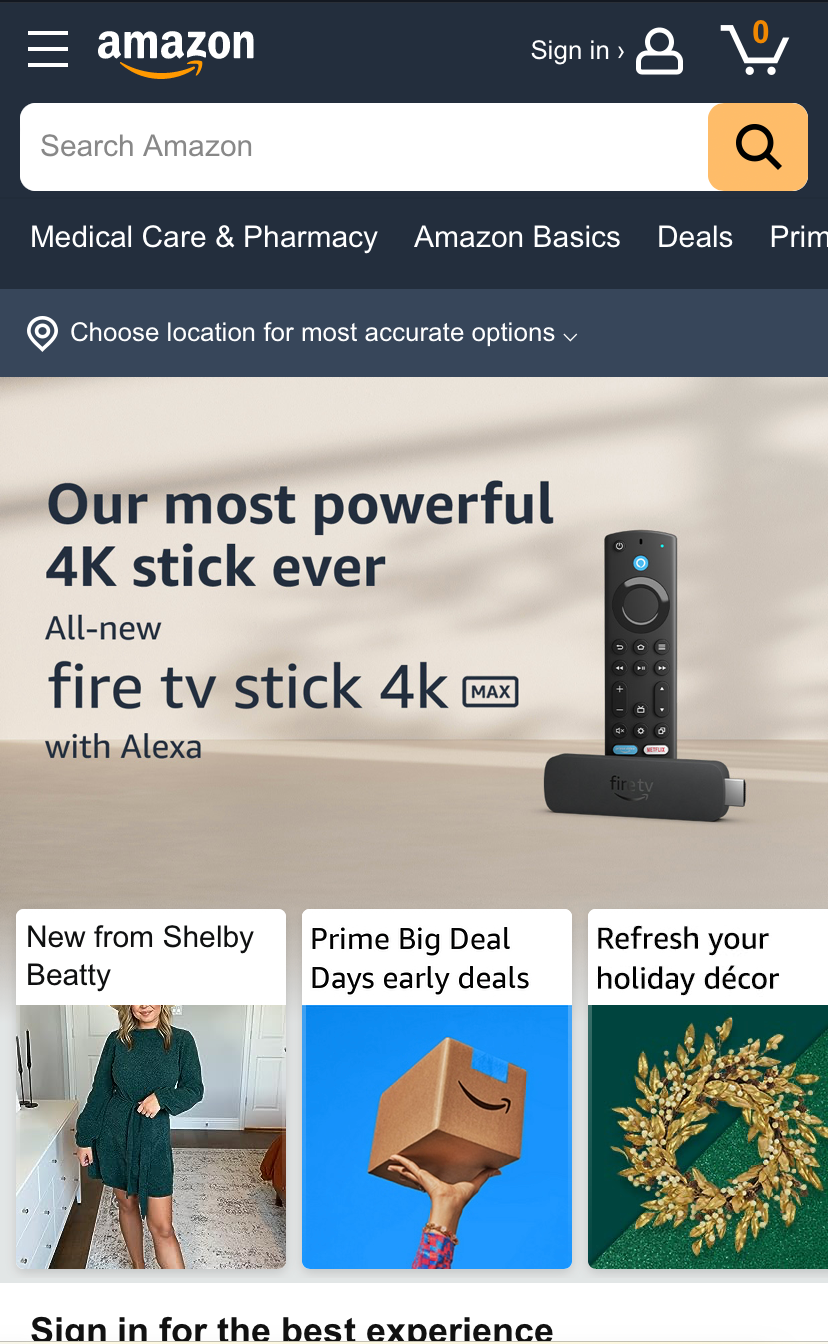 amazon
Sign in ›
0
Search Amazon
Medical Care & Pharmacy Amazon Basics Deals Prim
Choose location for most accurate options
Our most powerful
4K stick ever
All-new
fire tv stick 4k MAX
with Alexa
NETFLIX
fire tv
New from Shelby
Beatty
Prime Big Deal
Days early deals
Refresh your
holiday décor
Sign in for the best experience